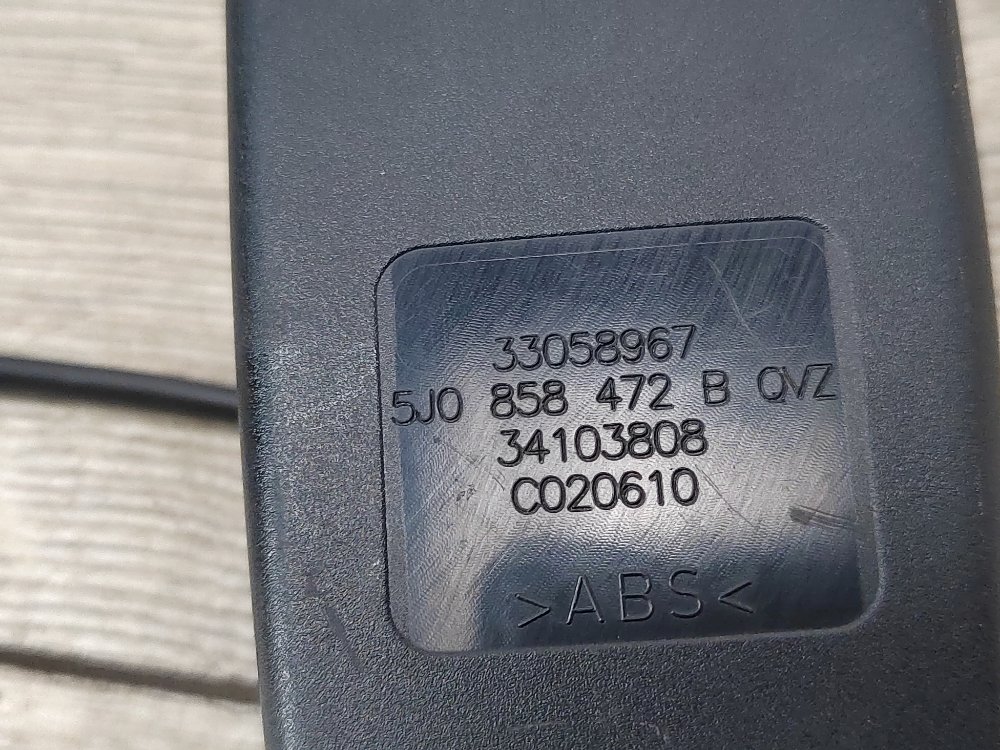 33058967
5J0 858 472 B QVZ
34103808
C020610
>ABS<